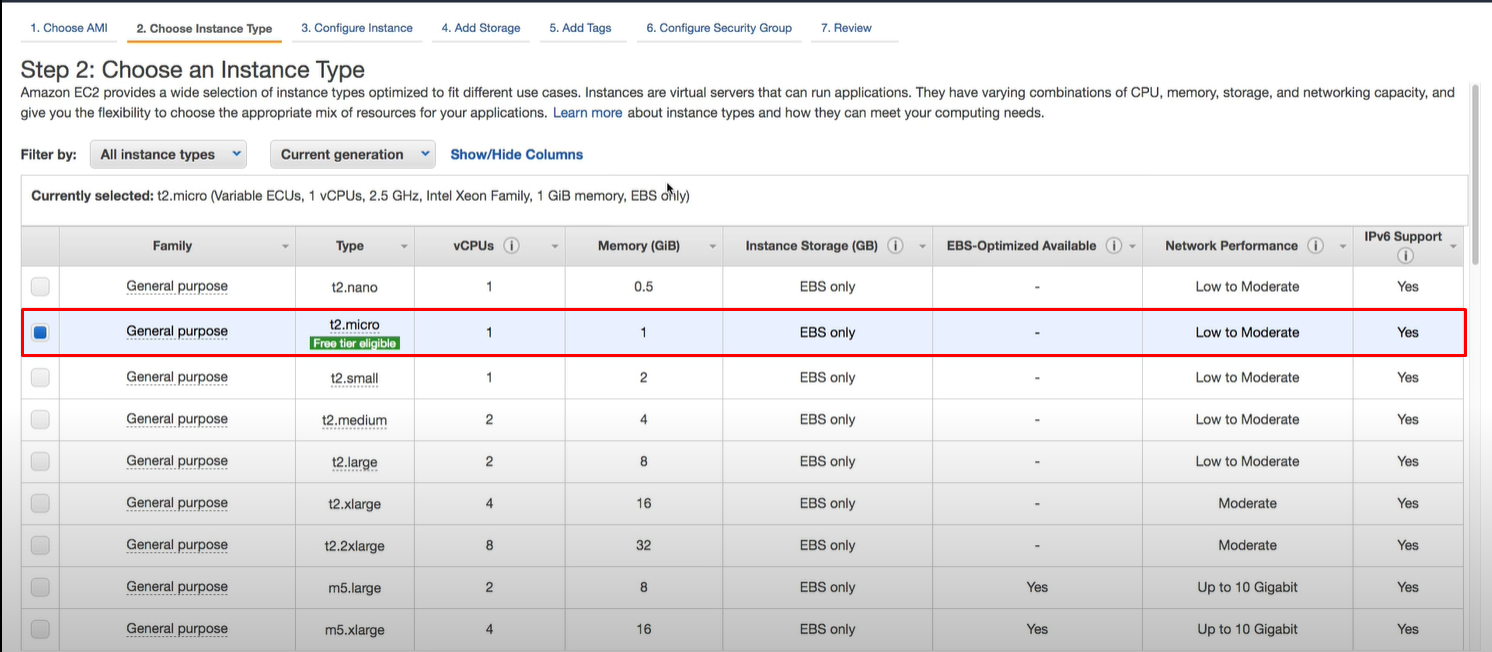 1. Choose AMI 2. Choose Instance Type 3. Configure Instance 4. Add Storage 5. Add Tags 6. Configure Security Group 7. Review
Step 2: Choose an Instance Type
Amazon EC2 provides a wide selection of instance types optimized to fit different use cases. Instances are virtual servers that can run applications. They have varying combinations of CPU, memory, storage, and networking capacity, and
give you the flexibility to choose the appropriate mix of resources for your applications. Learn more about instance types and how they can meet your computing needs.
Filter by: All instance types Current generation Show/Hide Columns
Currently selected: t2.micro (Variable ECUs, 1 vCPUs, 2.5 GHz, Intel Xeon Family, 1 GiB memory, EBS only)
Family Type vCPUs Memory (GiB) Instance Storage (GB) EBS-Optimized Available Network Performance IPv6 Support
General purpose t2.nano 1 0.5 EBS only - Low to Moderate Yes
General purpose t2.micro 1 1 EBS only - Low to Moderate Yes
Free tier eligible
General purpose t2.small 1 2 EBS only - Low to Moderate Yes
General purpose t2.medium 2 4 EBS only - Low to Moderate Yes
General purpose t2.large 2 8 EBS only - Low to Moderate Yes
General purpose t2.xlarge 4 16 EBS only - Moderate Yes
General purpose t2.2xlarge 8 32 EBS only - Moderate Yes
General purpose m5.large 2 8 EBS only Yes Up to 10 Gigabit Yes
General purpose m5.xlarge 4 16 EBS only Yes Up to 10 Gigabit Yes